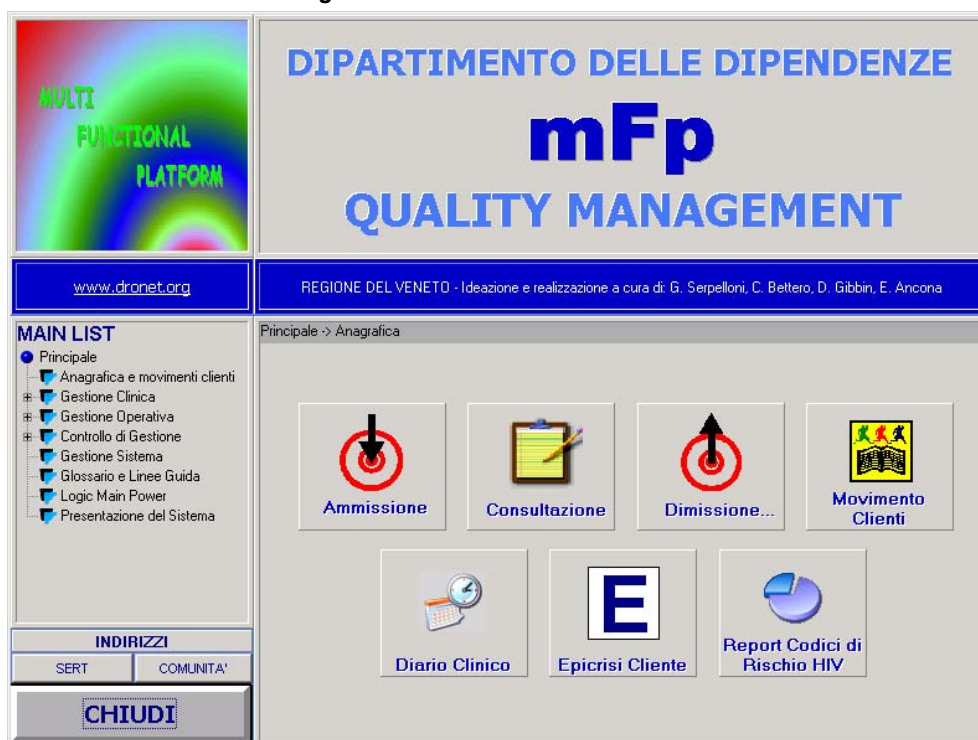 MULTI
FUNCTIONAL
PLATFORM
DIPARTIMENTO DELLE DIPENDENZE
mFp
QUALITY MANAGEMENT
www.dronet.org
REGIONE DEL VENETO - Ideazione e realizzazione a cura di: G. Serpelloni, C. Bettero, D. Gibbin, E. Ancona
MAIN LIST
Principale
Anagrafica e movimenti clienti
Gestione Clinica
Gestione Operativa
Controllo di Gestione
Gestione Sistema
Glossario e Linee Guida
Logic Main Power
Presentazione del Sistema
INDIRIZZI
SERT
COMUNITA'
CHIUDI
Principale -> Anagrafica
Ammissione
Consultazione
Dimissione...
Movimento
Clienti
Diario Clinico
E
Epicrisi Cliente
Report Codici di
Rischio HIV